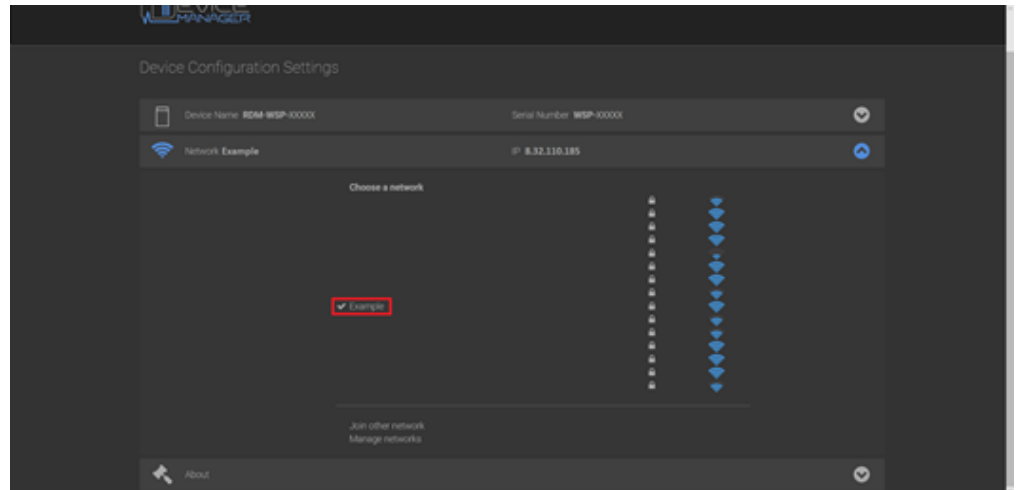 DEVICE
MANAGER
Device Configuration Settings
Device Name RDM-WSP-XXXXX Serial Number WSP-XXXXX
Network Example IP 8.32.110.185
Choose a network
Example
Join other network
Manage networks
About